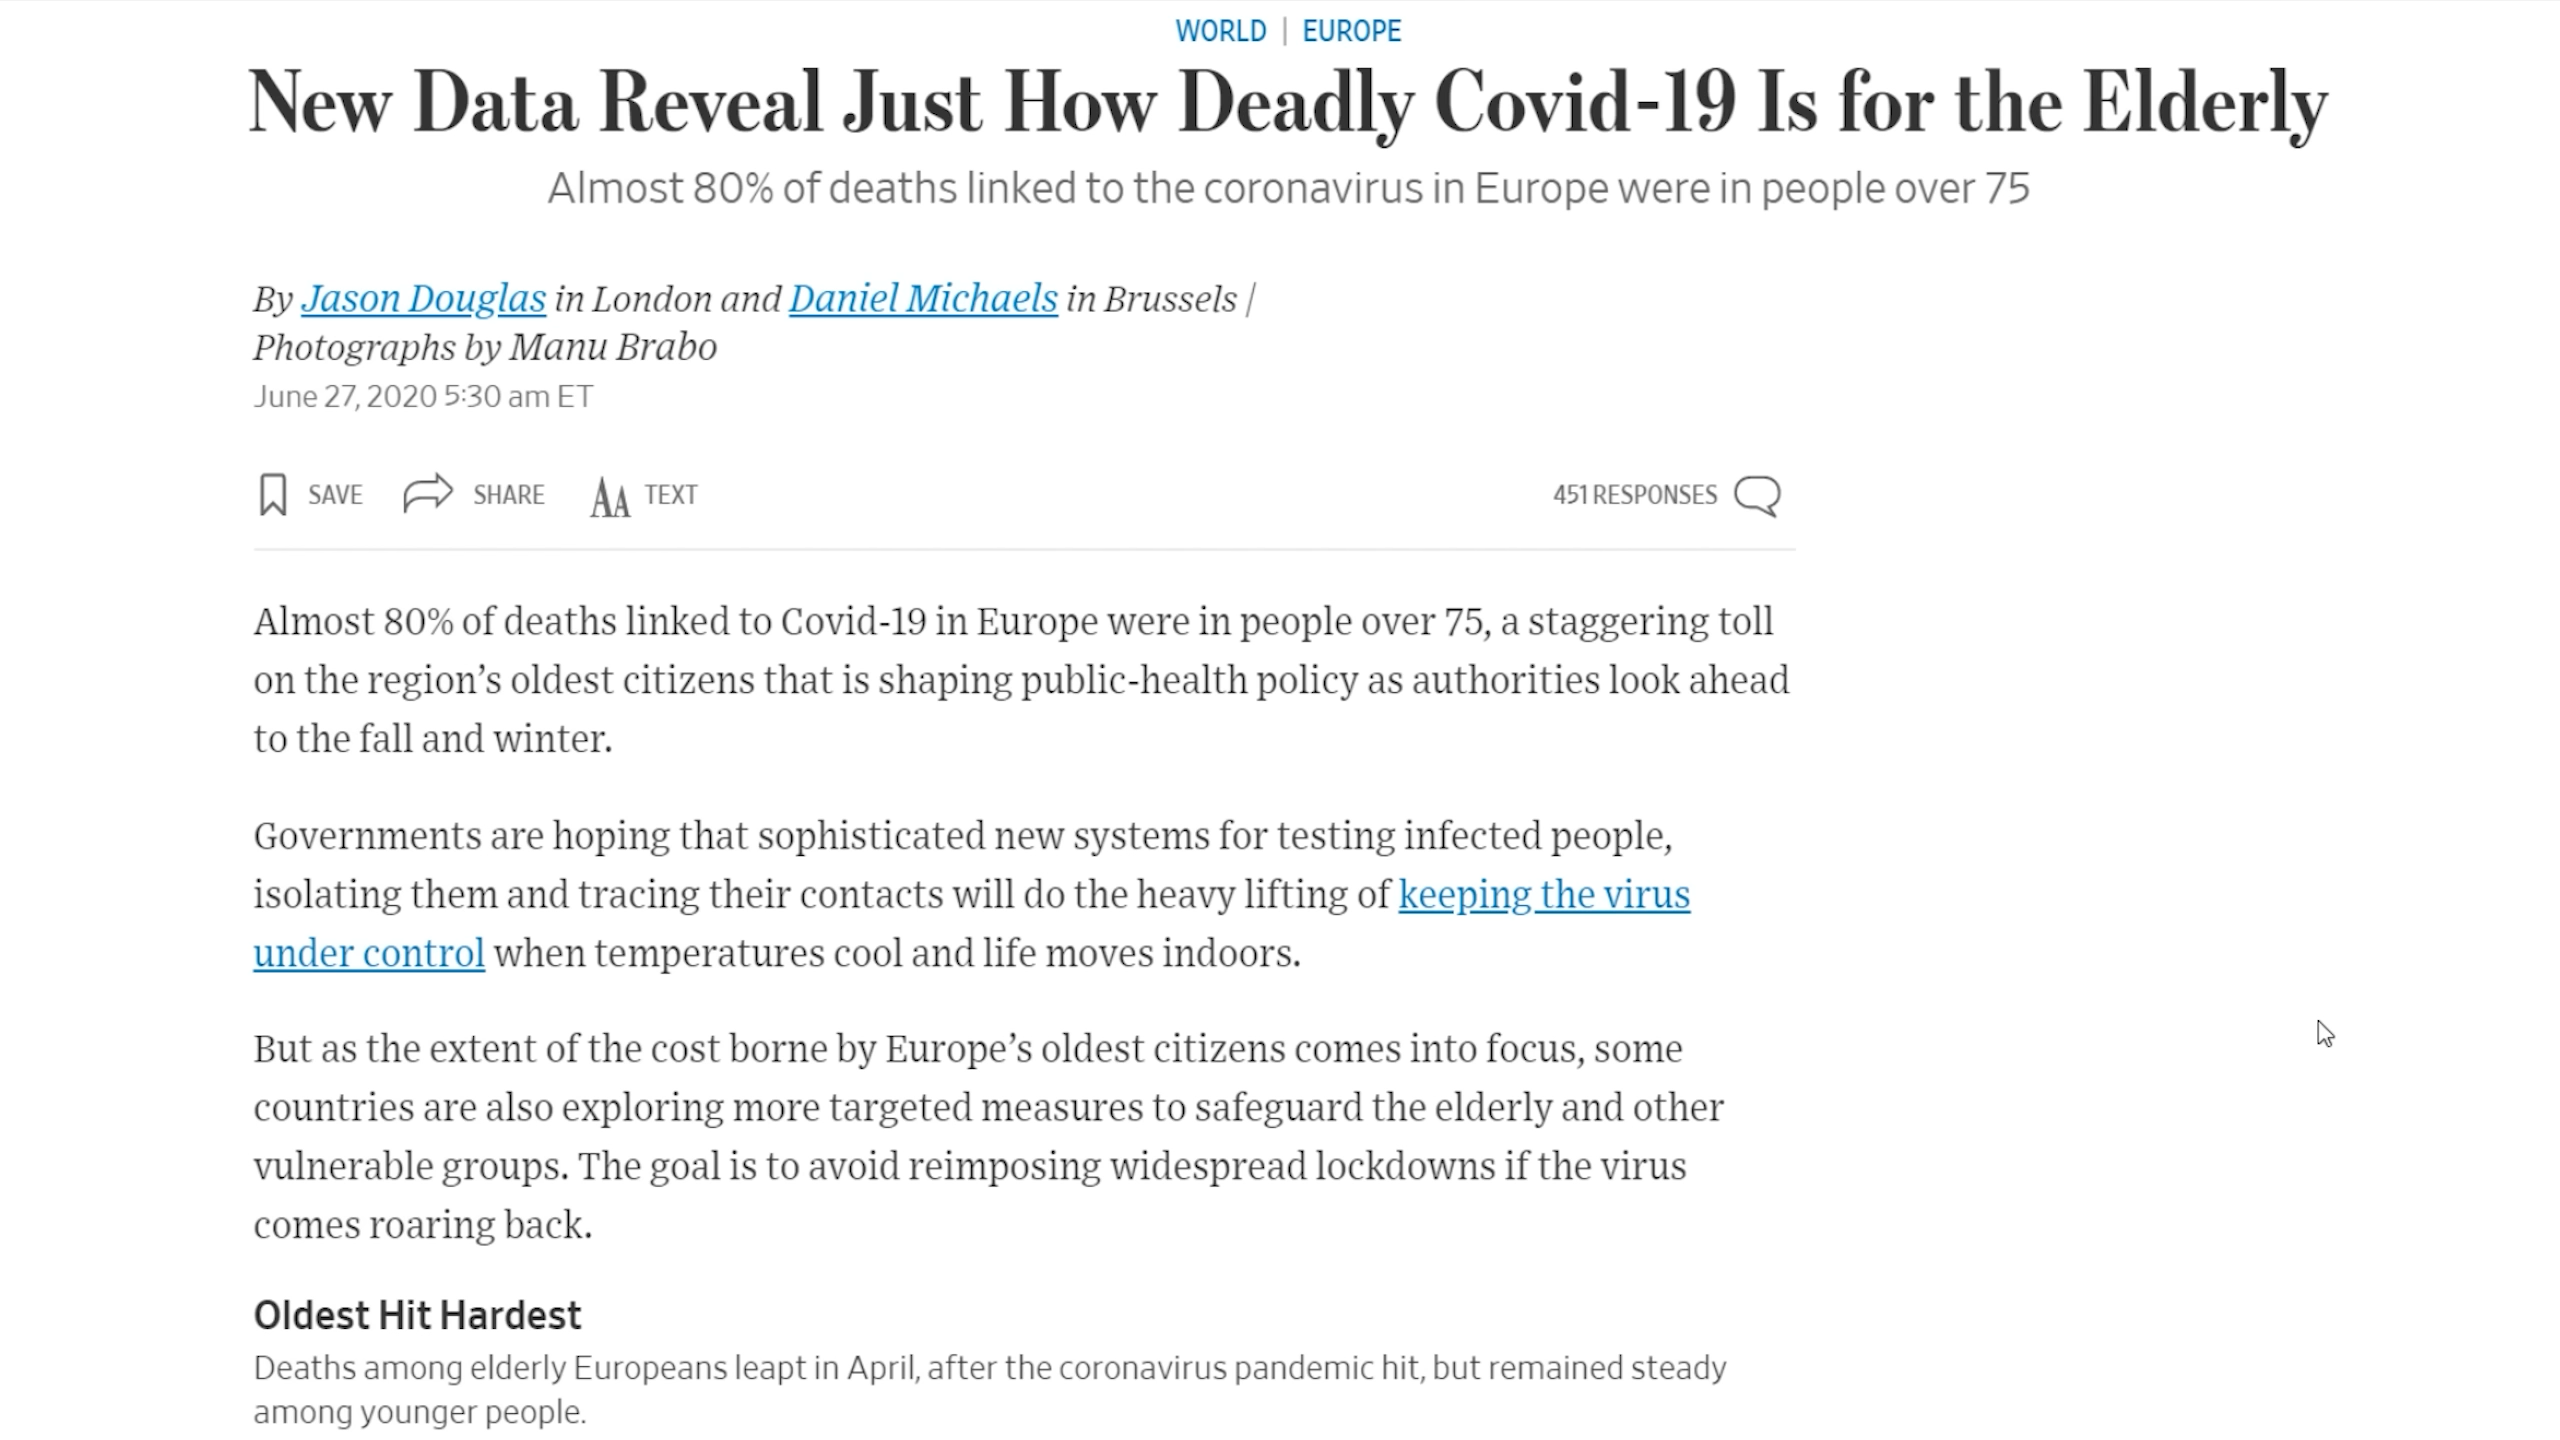 WORLD | EUROPE
New Data Reveal Just How Deadly Covid-19 Is for the Elderly
Almost 80% of deaths linked to the coronavirus in Europe were in people over 75
By Jason Douglas in London and Daniel Michaels in Brussels |
Photographs by Manu Brabo
June 27, 2020 5:30 am ET
SAVE SHARE AA TEXT 451 RESPONSES
Almost 80% of deaths linked to Covid-19 in Europe were in people over 75, a staggering toll
on the region’s oldest citizens that is shaping public-health policy as authorities look ahead
to the fall and winter.
Governments are hoping that sophisticated new systems for testing infected people,
isolating them and tracing their contacts will do the heavy lifting of keeping the virus
under control when temperatures cool and life moves indoors.
But as the extent of the cost borne by Europe’s oldest citizens comes into focus, some
countries are also exploring more targeted measures to safeguard the elderly and other
vulnerable groups. The goal is to avoid reimposing widespread lockdowns if the virus
comes roaring back.
Oldest Hit Hardest
Deaths among elderly Europeans leapt in April, after the coronavirus pandemic hit, but remained steady
among younger people.